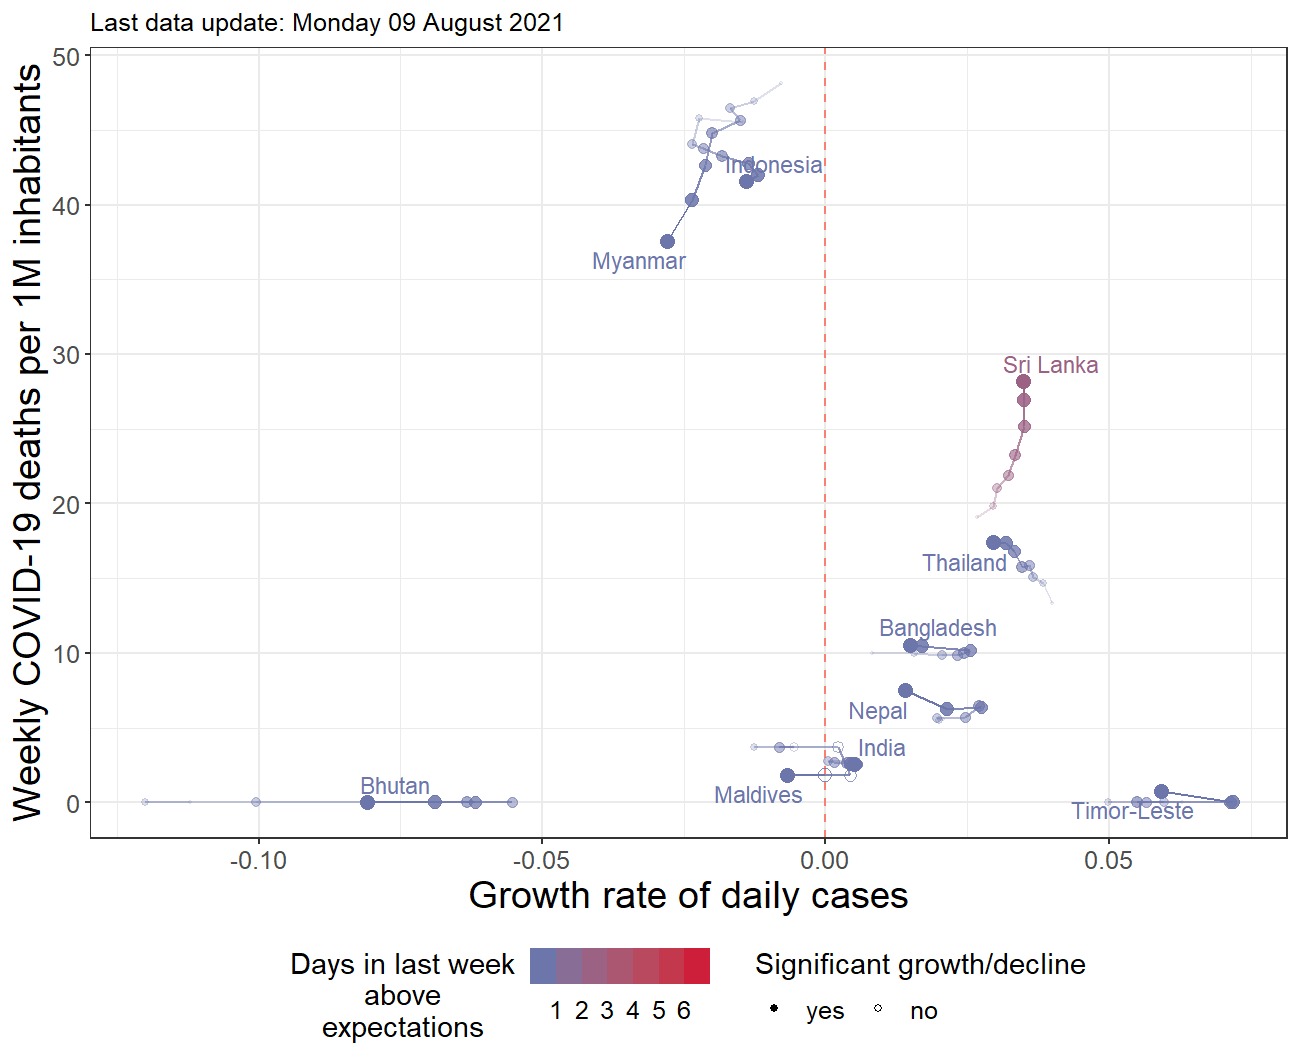 Last data update: Monday 09 August 2021
Weekly COVID-19 deaths per 1M inhabitants
50
40
30
20
10
0
Indonesia
Myanmar
Sri Lanka
Thailand
Bangladesh
Nepal
India
Bhutan
Maldives
Timor-Leste
-0.10
-0.05
0.00
0.05
Growth rate of daily cases
Days in last week
above
expectations
1 2 3 4 5 6
Significant growth/decline
yes
no